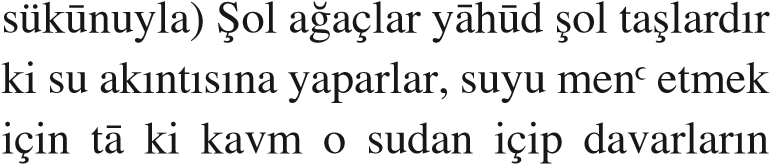 sükūnuyla) Şol ağaçlar yāhūd şol taşlardır
ki su akıntısına yaparlar, suyu menᶜ etmek
için tā ki kavm o sudan içip davarların